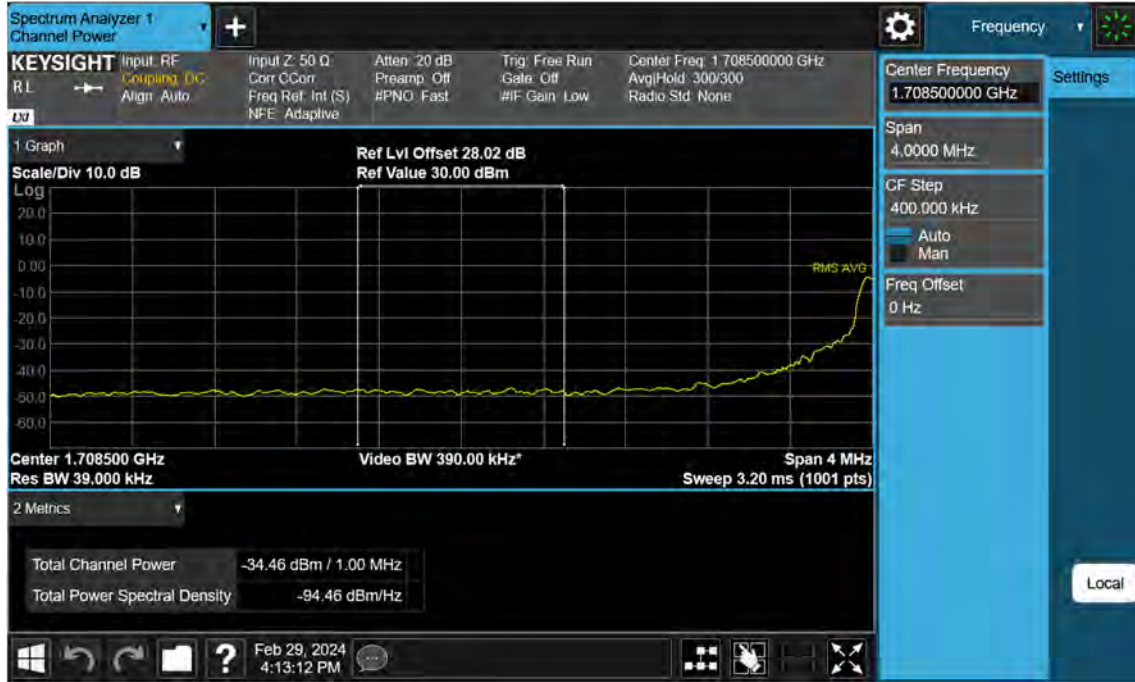 Spectrum Analyzer 1
Channel Power
+
Frequency
KEYSIGHT
RL
LXI
Input: RF
Coupling: DC
Align: Auto
Input Z: 50 Ω
Corr CCorr
Freq Ref: Int (S)
NFE: Adaptive
Atten: 20 dB
Preamp: Off
#PNO: Fast
Trig: Free Run
Gate: Off
#IF Gain: Low
Center Freq: 1.708500000 GHz
Avg|Hold: 300/300
Radio Std: None
Center Frequency
1.708500000 GHz
Settings
Span
4.0000 MHz
CF Step
400.000 kHz
Auto
Man
Freq Offset
0 Hz
1 Graph
Scale/Div 10.0 dB
Ref Lvl Offset 28.02 dB
Ref Value 30.00 dBm
Log
20.0
10.0
0.00
-10.0
-20.0
-30.0
-40.0
-50.0
-60.0
RMS AVG
Center 1.708500 GHz
Video BW 390.00 kHz*
Span 4 MHz
Res BW 39.000 kHz
Sweep 3.20 ms (1001 pts)
2 Metrics
Total Channel Power -34.46 dBm / 1.00 MHz
Total Power Spectral Density -94.46 dBm/Hz
Local
?
Feb 29, 2024
4:13:12 PM